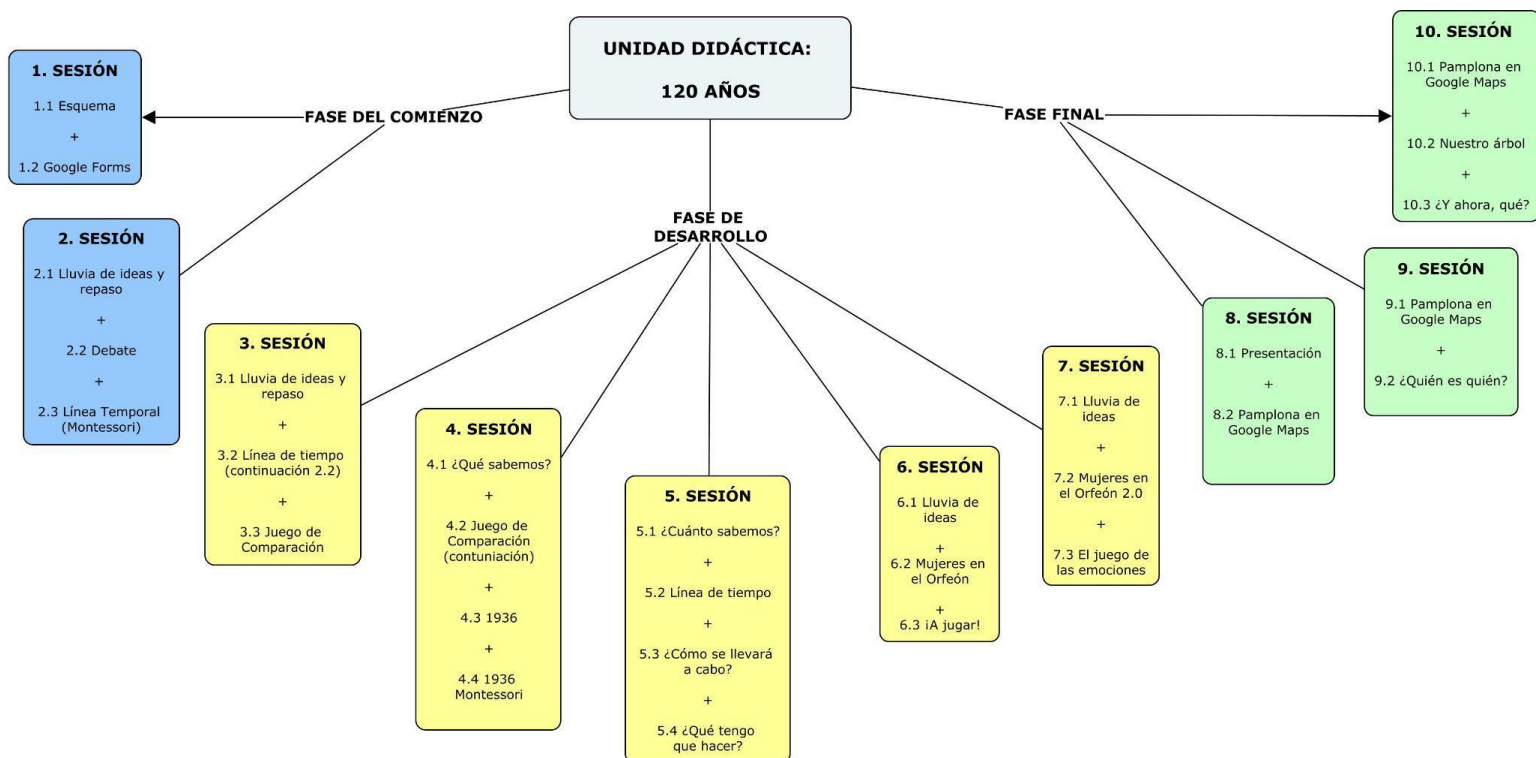 UNIDAD DIDÁCTICA:
120 AÑOS
FASE DEL COMIENZO
1. SESIÓN
1.1 Esquema
+
1.2 Google Forms
2. SESIÓN
2.1 Lluvia de ideas y
repaso
+
2.2 Debate
+
2.3 Línea Temporal
(Montessori)
FASE DE
DESARROLLO
3. SESIÓN
3.1 Lluvia de ideas y
repaso
+
3.2 Línea de tiempo
(continuación 2.2)
+
3.3 Juego de
Comparación
4. SESIÓN
4.1 ¿Qué sabemos?
+
4.2 Juego de
Comparación
(contuniación)
+
4.3 1936
+
4.4 1936
Montessori
5. SESIÓN
5.1 ¿Cuánto sabemos?
+
5.2 Línea de tiempo
+
5.3 ¿Cómo se llevará
a cabo?
+
5.4 ¿Qué tengo
que hacer?
6. SESIÓN
6.1 Lluvia de
ideas
+
6.2 Mujeres en
el Orfeón
+
6.3 ¡A jugar!
7. SESIÓN
7.1 Lluvia de
ideas
+
7.2 Mujeres en
el Orfeón 2.0
+
7.3 El juego de
las emociones
FASE FINAL
8. SESIÓN
8.1 Presentación
+
8.2 Pamplona en
Google Maps
9. SESIÓN
9.1 Pamplona en
Google Maps
+
9.2 ¿Quién es quién?
10. SESIÓN
10.1 Pamplona en
Google Maps
+
10.2 Nuestro árbol
+
10.3 ¿Y ahora, qué?